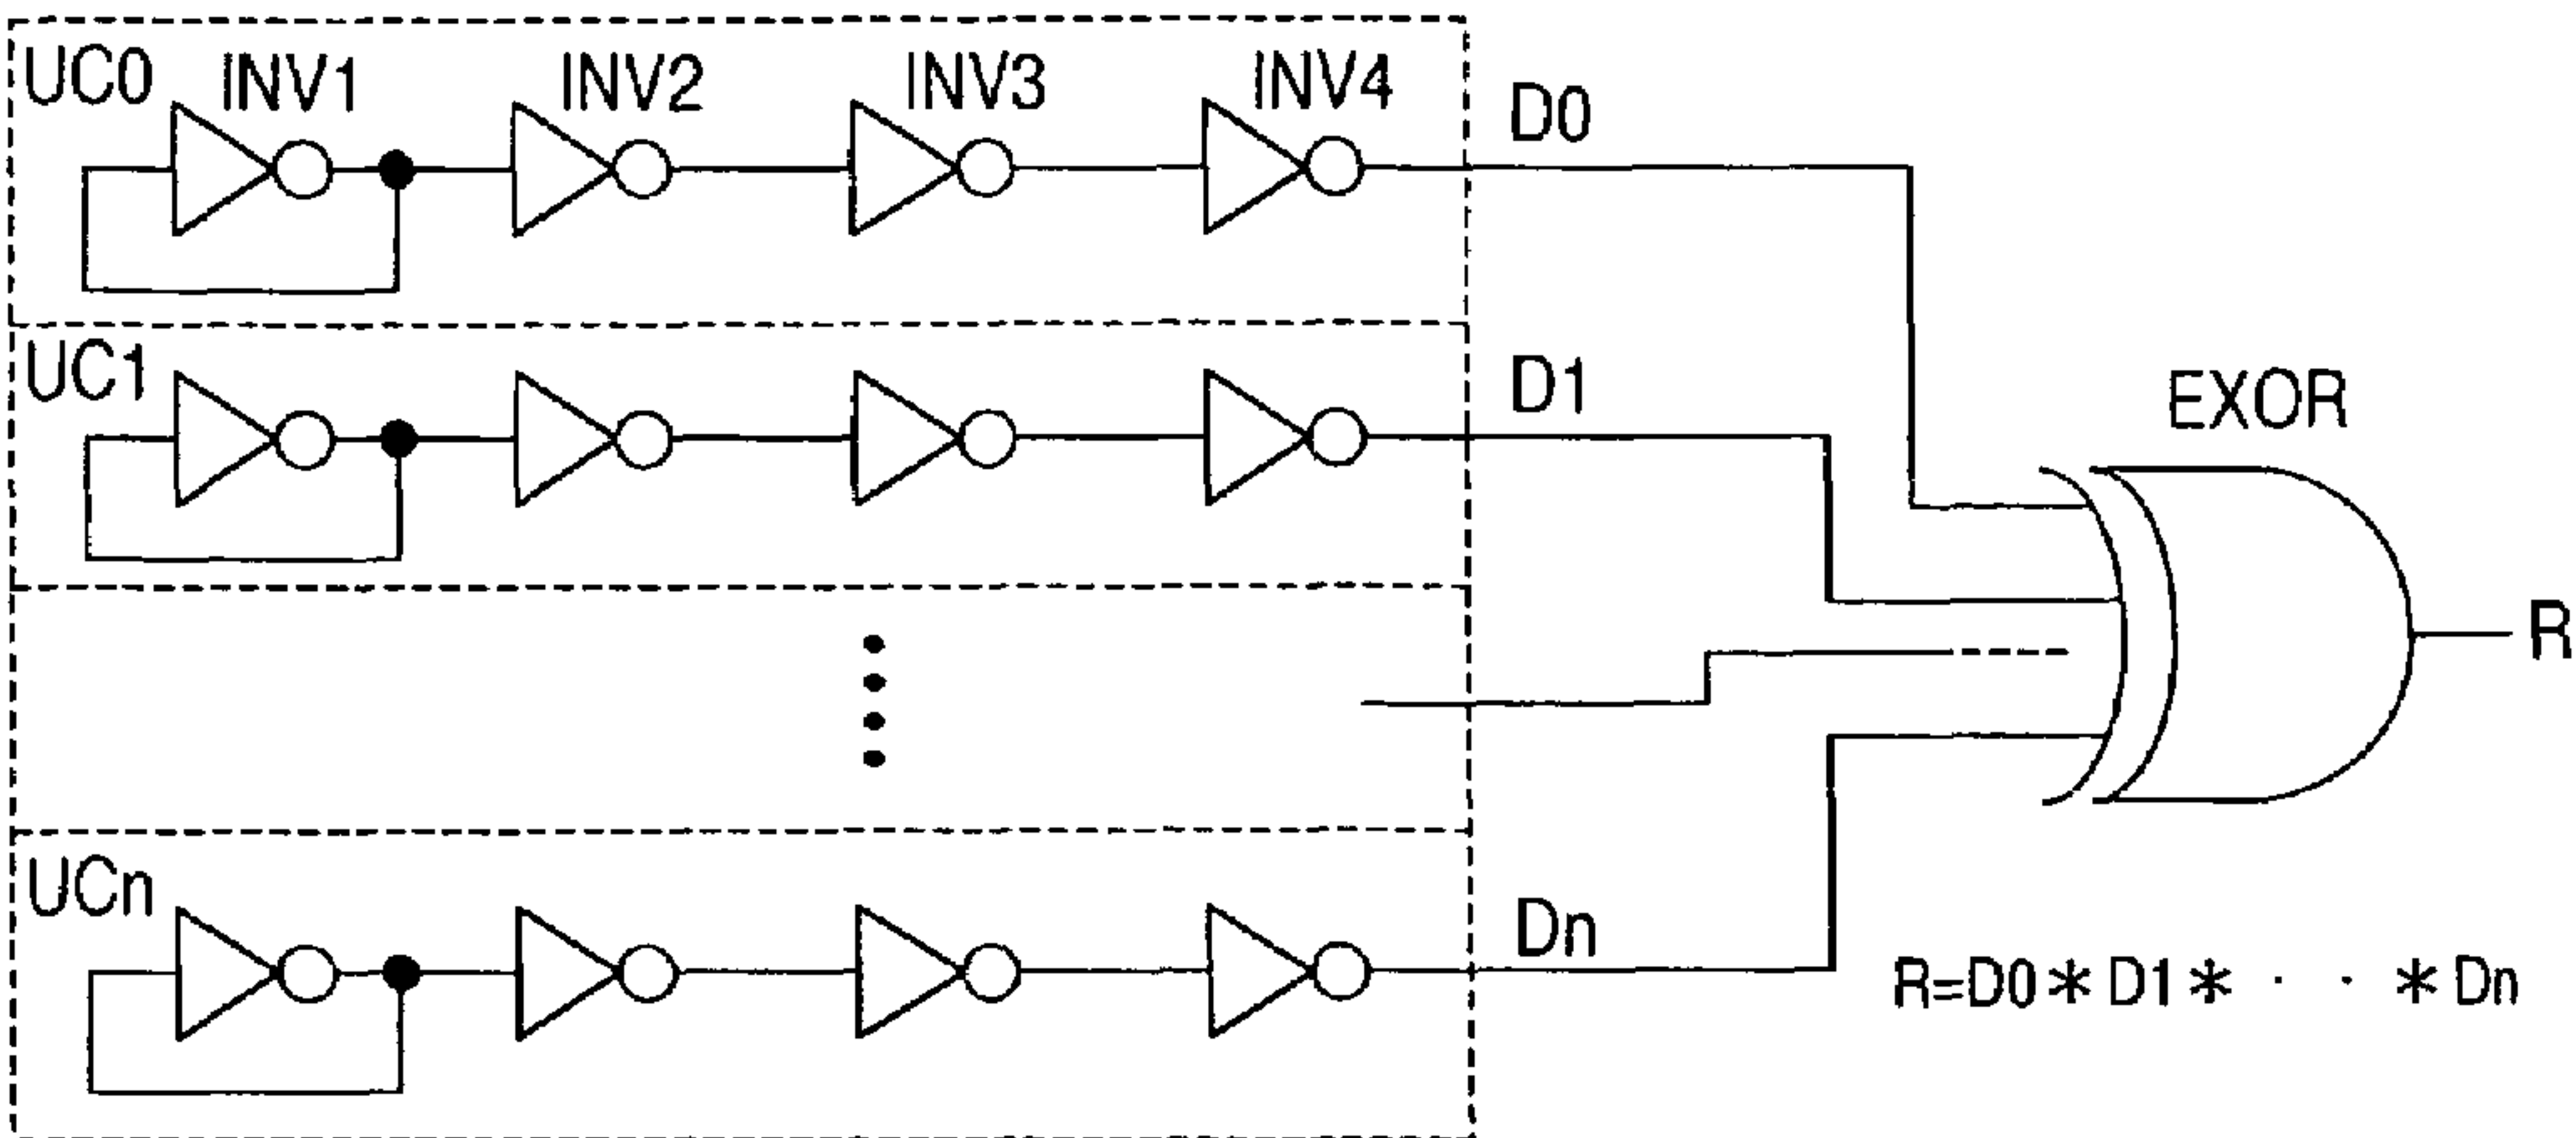 UC0 INV1 INV2 INV3 INV4 D0
UC1 D1
EXOR
R
UCn Dn
R=D0*D1*・・*Dn